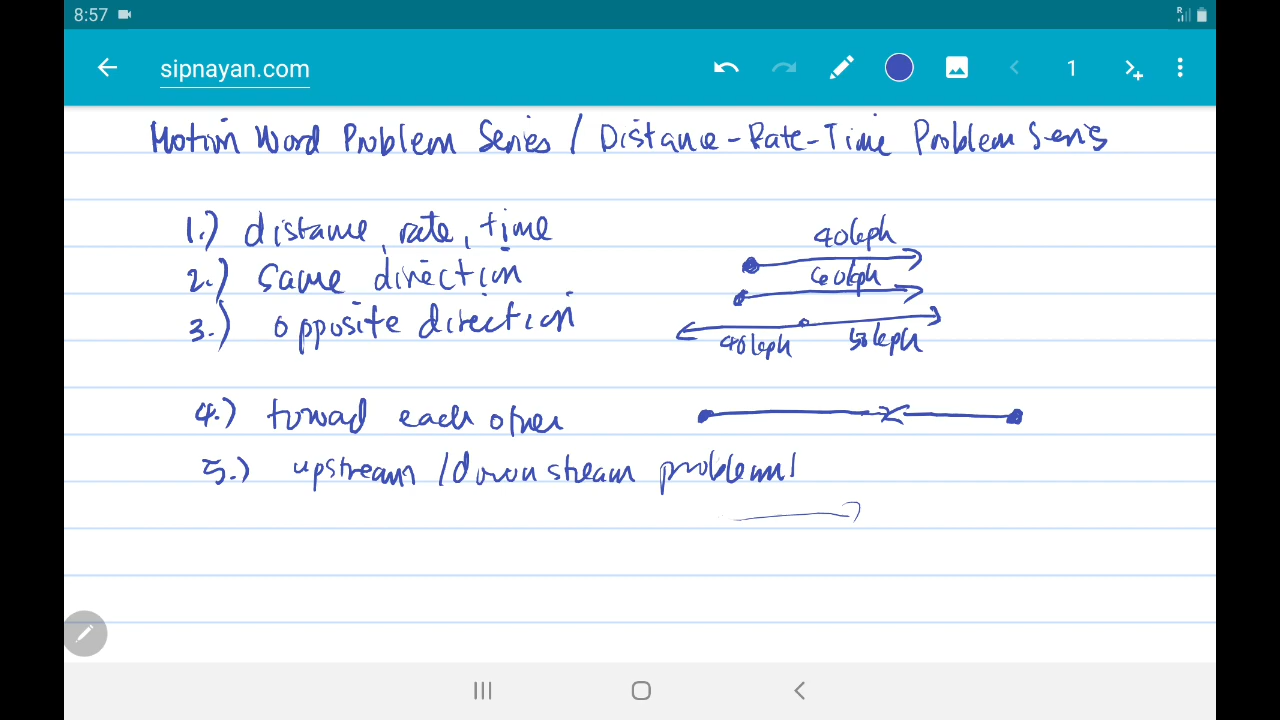 8:57
sipnayan.com
1
Motion Word Problem Series / Distance-Rate-Time Problem Series
1.) distance, rate, time
40kph
2.) same direction
60kph
3.) opposite direction
40kph 50kph
4.) toward each other
5.) upstream / downstream problem